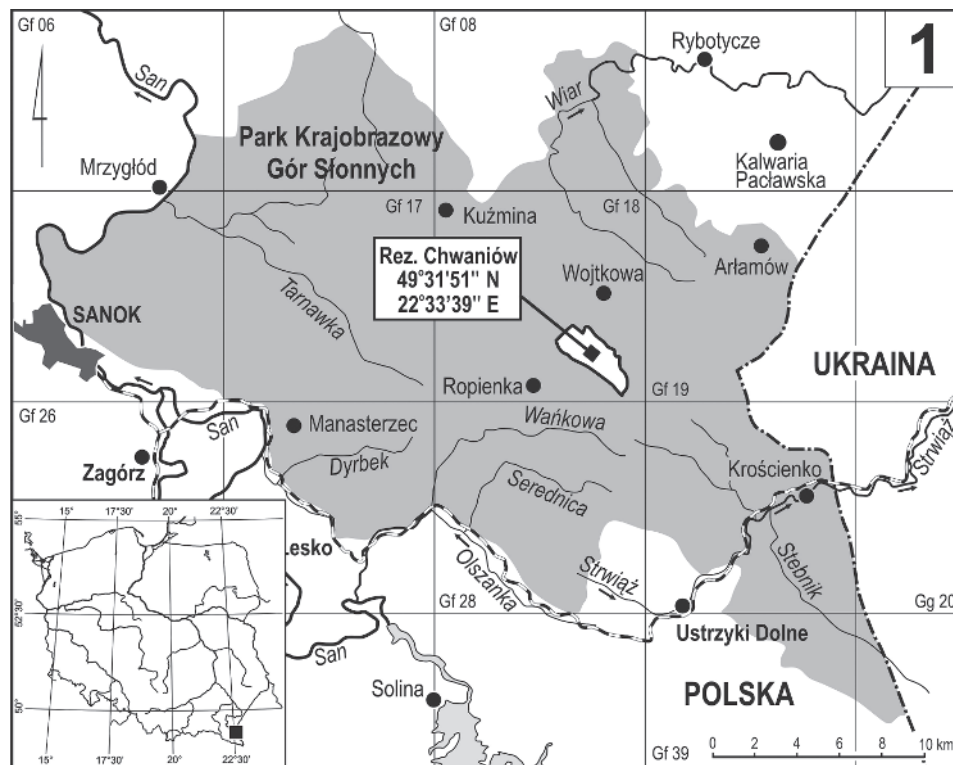 Gf 06
Gf 08
1
Rybotycze
San
Wiar
Park Krajobrazowy
Gór Słonnych
Mrzygłód
Kalwaria
Pacławska
Gf 17
Gf 18
Kuźmina
Rez. Chwaniów
49°31'51" N
22°33'39" E
Arłamów
Wojtkowa
Tarnawka
SANOK
UKRAINA
Ropienka
Gf 19
Gf 26
San
Manasterzec
Wańkowa
Strwiąż
Zagórz
Dyrbek
Serednica
Krościenko
15° 17°30' 20° 22°30'
55°
Lesko
Olszanka
Strwiąż
Stebnik
52°30'
Gf 28
Gg 20
Ustrzyki Dolne
San
Solina
POLSKA
50°
15° 17°30' 20° 22°30'
Gf 39
0 2 4 6 8 10 km